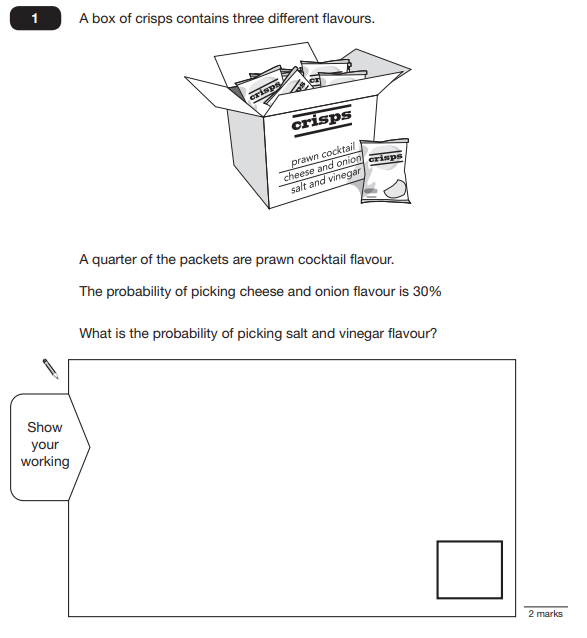 1
A box of crisps contains three different flavours.
crisps
crisps
prawn cocktail
cheese and onion
salt and vinegar
crisps
A quarter of the packets are prawn cocktail flavour.
The probability of picking cheese and onion flavour is 30%
What is the probability of picking salt and vinegar flavour?
Show
your
working
2 marks